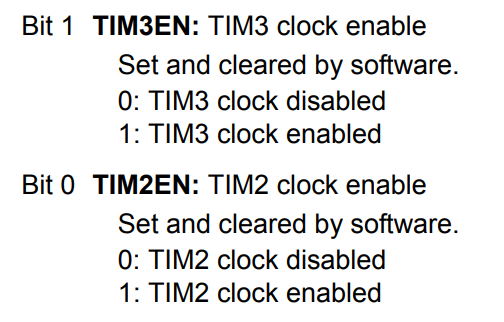 Bit 1 TIM3EN: TIM3 clock enable
Set and cleared by software.
0: TIM3 clock disabled
1: TIM3 clock enabled
Bit 0 TIM2EN: TIM2 clock enable
Set and cleared by software.
0: TIM2 clock disabled
1: TIM2 clock enabled